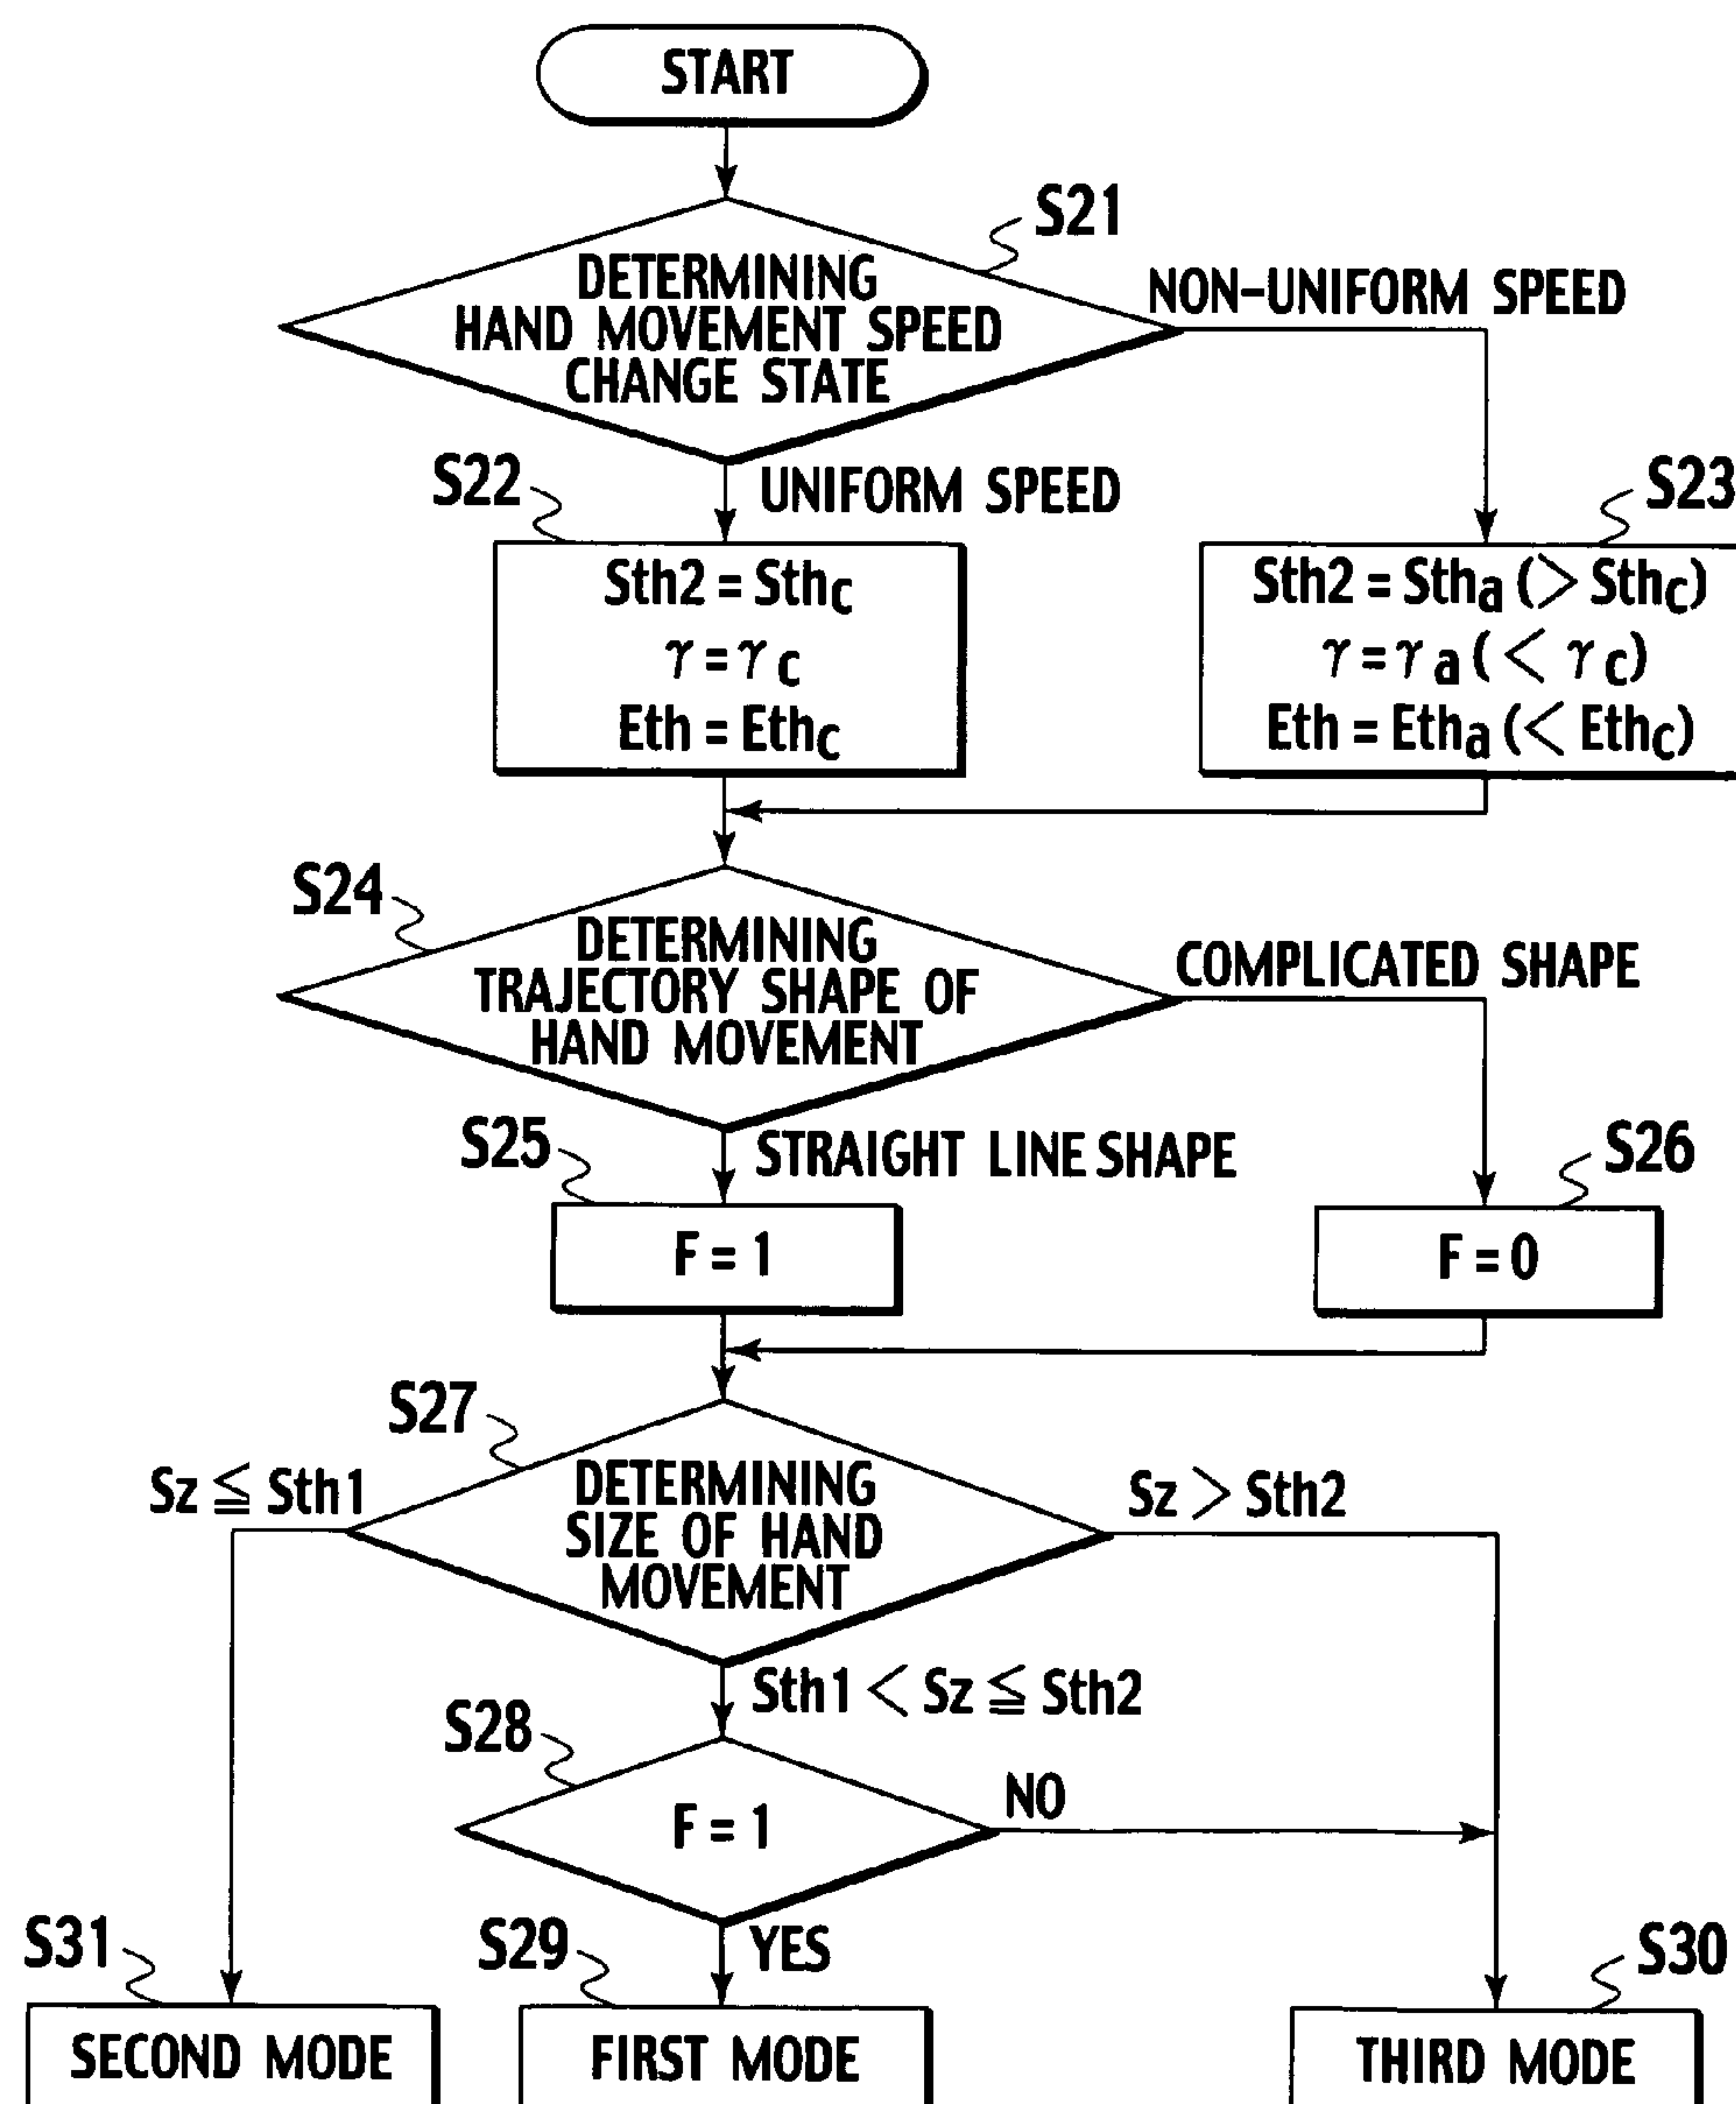 START
S21
DETERMINING
HAND MOVEMENT SPEED
CHANGE STATE
NON-UNIFORM SPEED
S22
UNIFORM SPEED
S23
Sth2 = Sthc
γ = γc
Eth = Ethc
Sth2 = Stha (> Sthc)
γ = γa (< γc)
Eth = Etha (< Ethc)
S24
DETERMINING
TRAJECTORY SHAPE OF
HAND MOVEMENT
COMPLICATED SHAPE
S25
STRAIGHT LINE SHAPE
S26
F = 1
F = 0
S27
Sz ≦ Sth1
DETERMINING
SIZE OF HAND
MOVEMENT
Sz > Sth2
Sth1 < Sz ≦ Sth2
S28
F = 1
NO
S31
S29
YES
S30
SECOND MODE
FIRST MODE
THIRD MODE